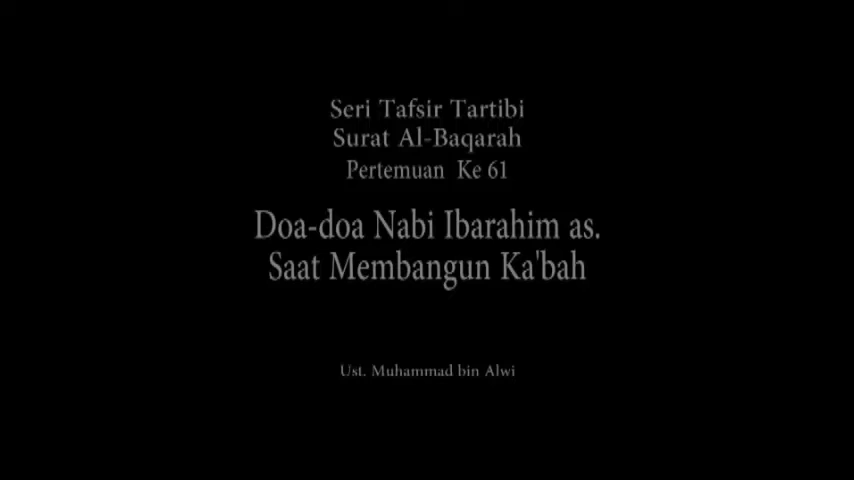 Seri Tafsir Tartibi
Surat Al-Baqarah
Pertemuan Ke 61
Doa-doa Nabi Ibarahim as.
Saat Membangun Ka'bah
Ust. Muhammad bin Alwi